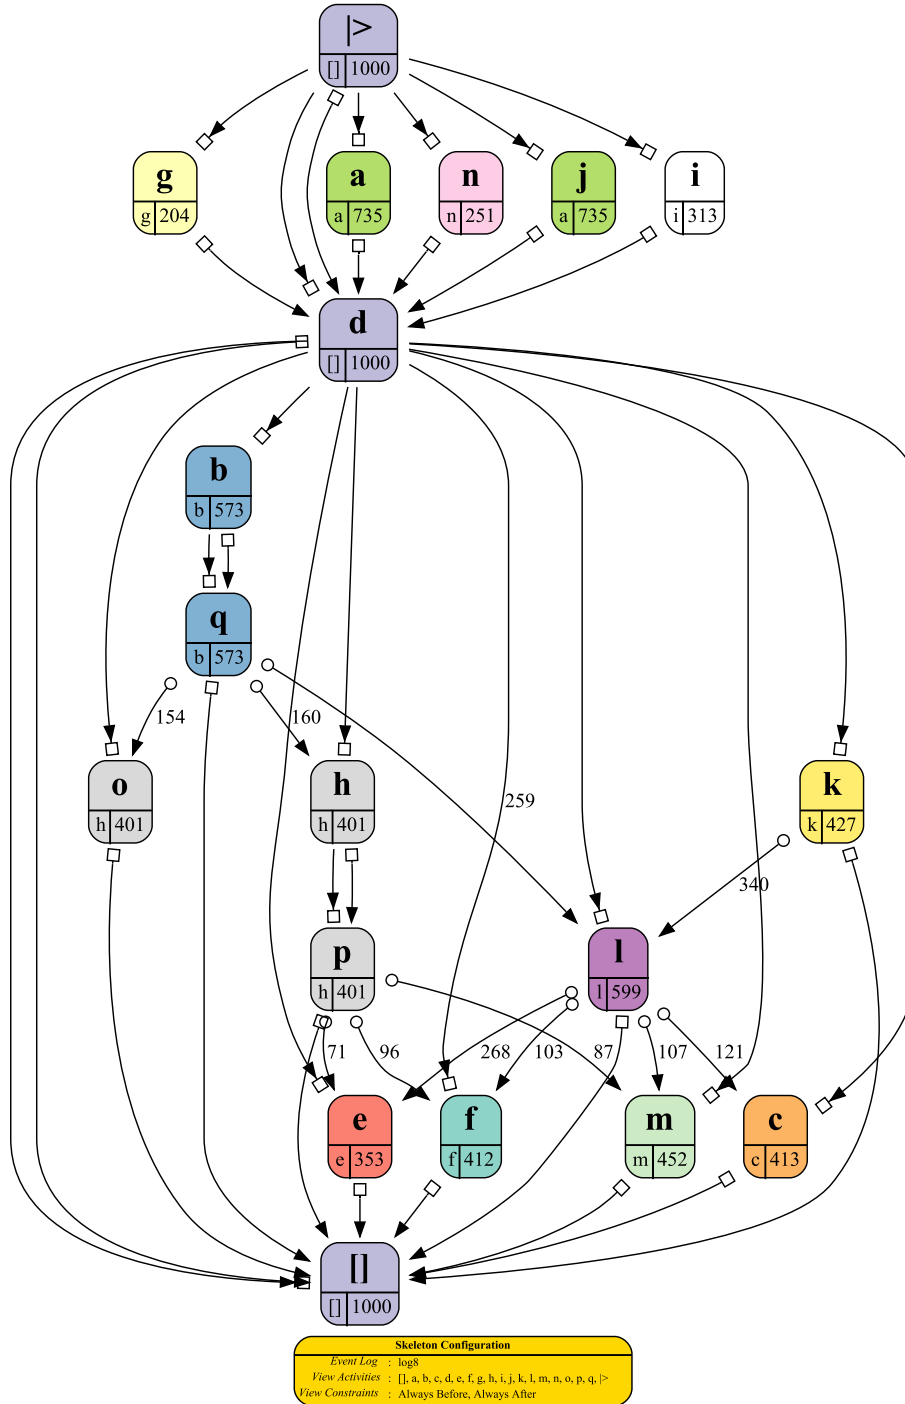 |>
[] 1000
g a n j i
g 204 a 735 n 251 a 735 i 313
d
[] 1000
b
b 573
q
b 573
154 160
o h k
h 401 h 401 k 427
259
340
p l
h 401 l 599
71 96 268 103 87 107 121
e f m c
e 353 f 412 m 452 c 413
[]
[] 1000
Skeleton Configuration
Event Log : log8
View Activities : [], a, b, c, d, e, f, g, h, i, j, k, l, m, n, o, p, q, |>
View Constraints : Always Before, Always After